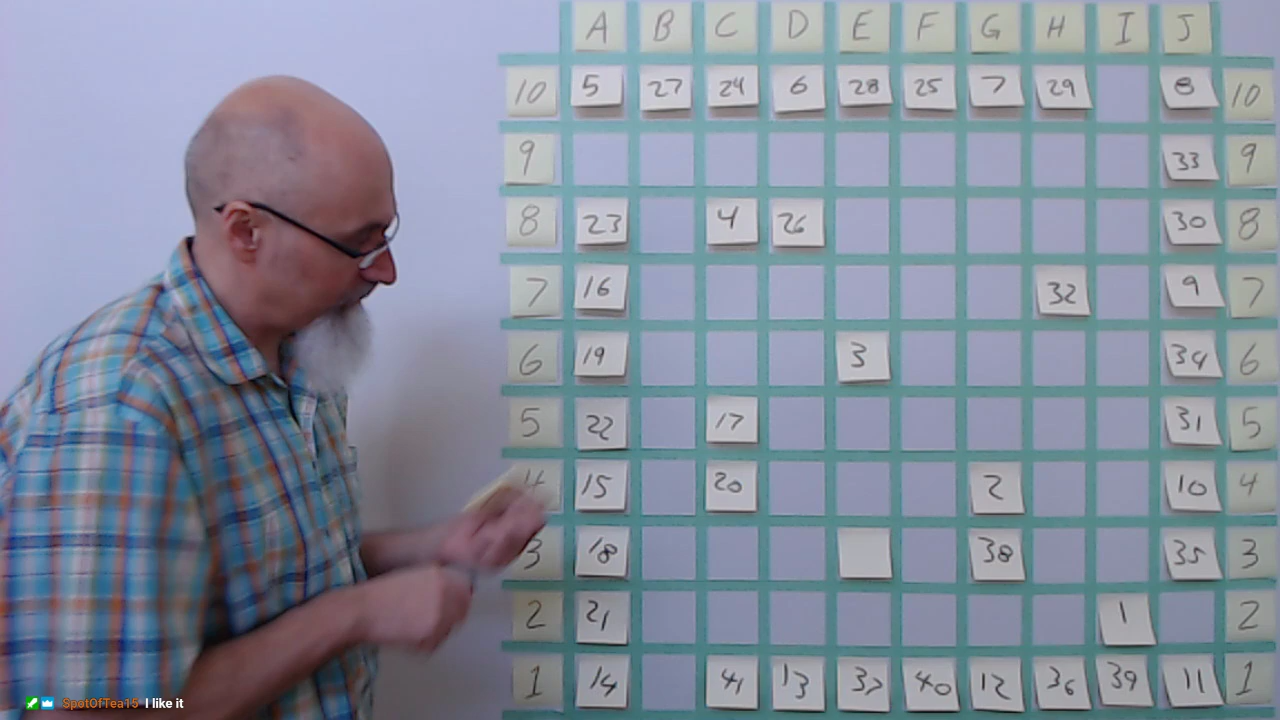 A B C D E F G H I J
10 5 27 24 6 28 25 7 29 8 10
9 33 9
8 23 4 26 30 8
7 16 32 9 7
6 19 3 34 6
5 22 17 31 5
4 15 20 2 10 4
3 18 38 35 3
2 21 1 2
1 14 41 13 37 40 12 36 39 11 1
SpotOfTea15 I like it